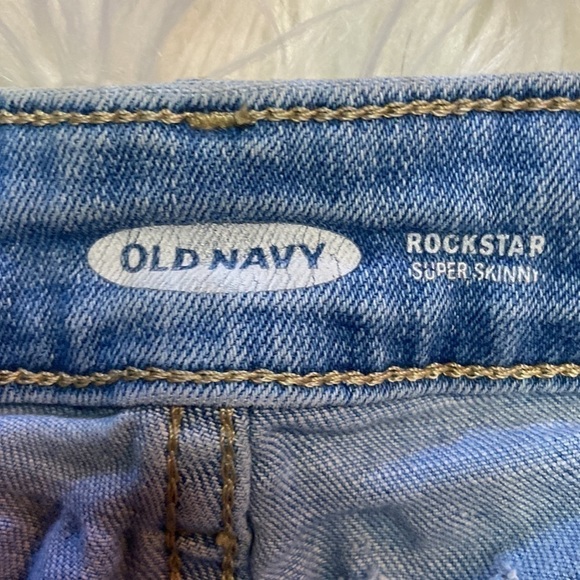 OLD NAVY
ROCKSTAR
SUPER SKINNY